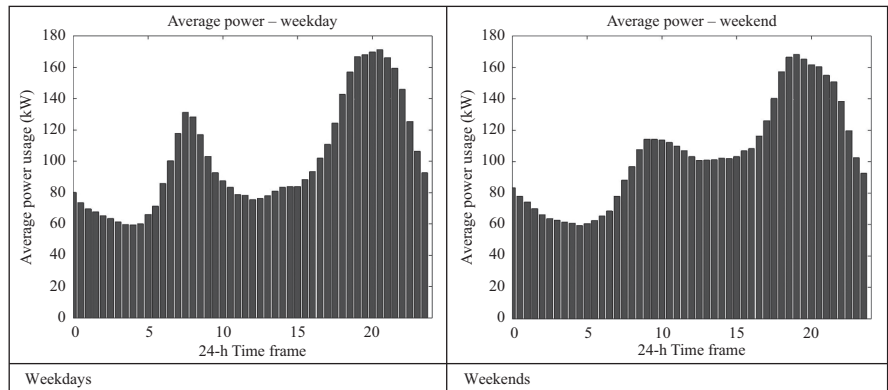 Average power – weekday
Average power usage (kW)
180
160
140
120
100
80
60
40
20
0
0 5 10 15 20
24-h Time frame
Weekdays
Average power – weekend
Average power usage (kW)
180
160
140
120
100
80
60
40
20
0
0 5 10 15 20
24-h Time frame
Weekends